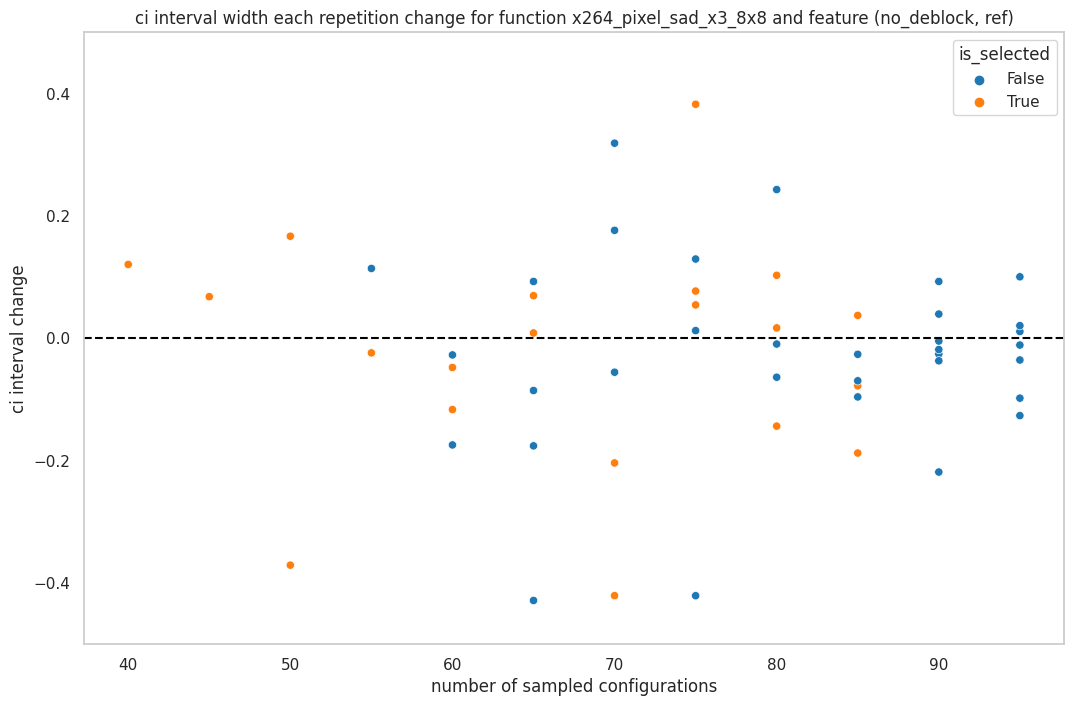 ci interval width each repetition change for function x264_pixel_sad_x3_8x8 and feature (no_deblock, ref)
is_selected
False
True
ci interval change
0.4
0.2
0.0
−0.2
−0.4
40 50 60 70 80 90
number of sampled configurations